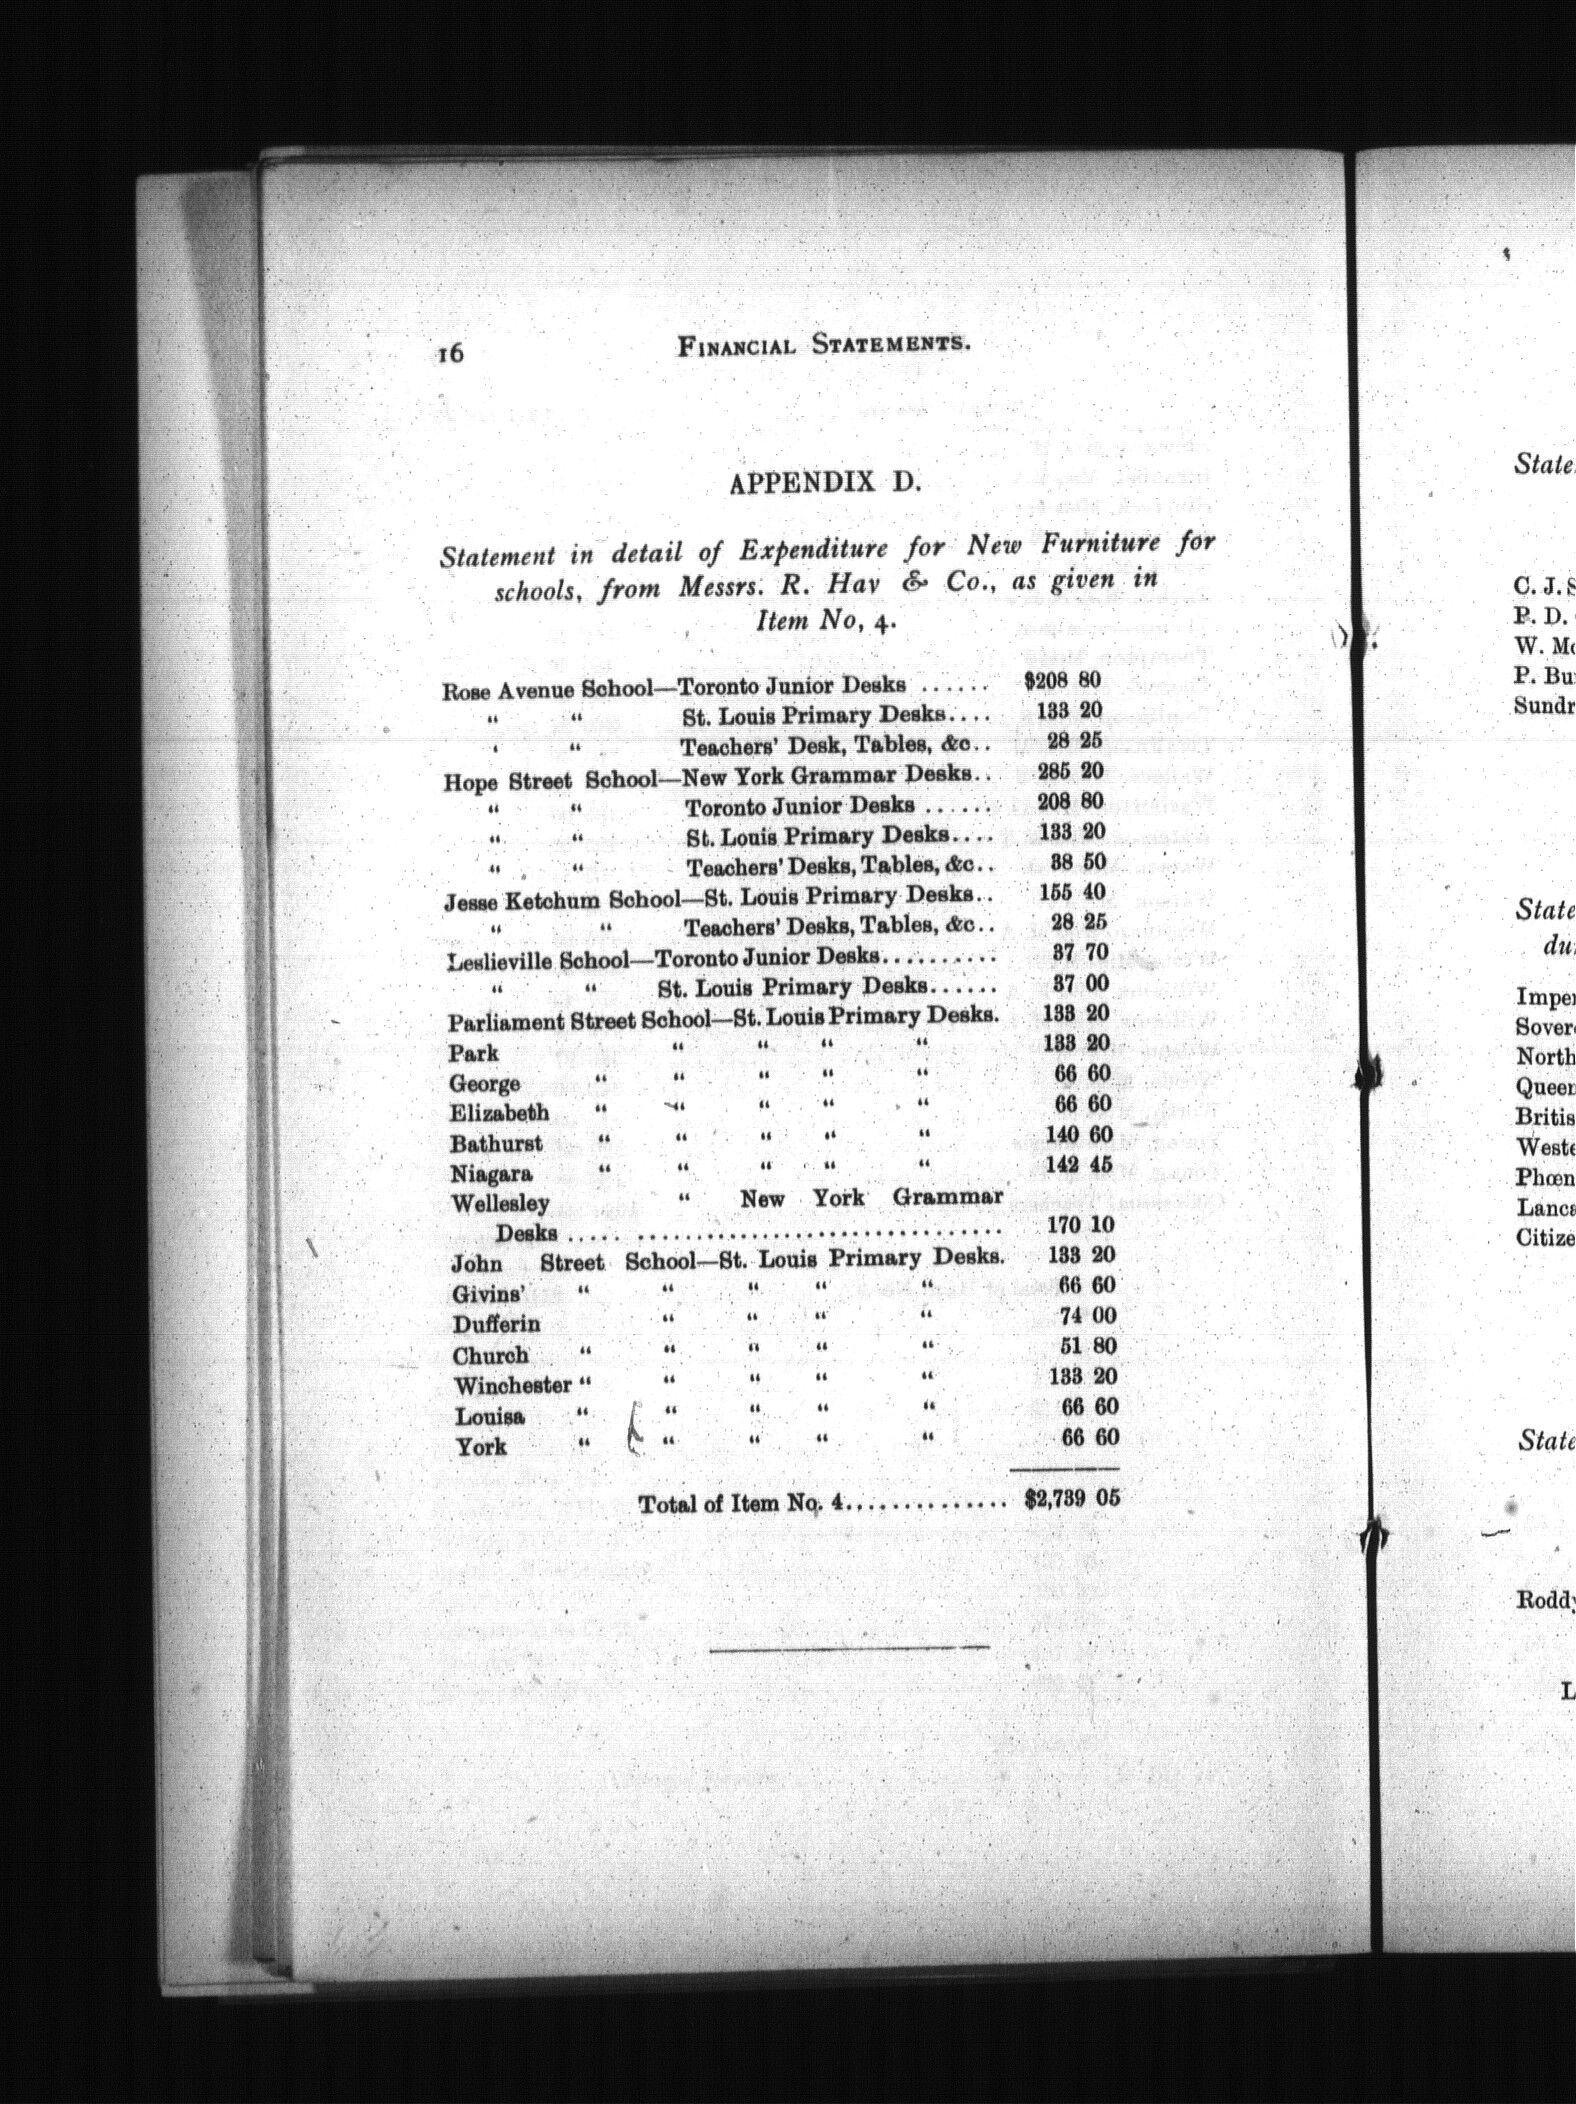 16 FINANCIAL STATEMENTS.
APPENDIX D.
Statement in detail of Expenditure for New Furniture for
schools, from Messrs. R. Hay & Co., as given in
Item No, 4.
Rose Avenue School—Toronto Junior Desks ...... $208 80
“ “ St. Louis Primary Desks.... 133 20
‘ “ Teachers' Desk, Tables, &c.. 28 25
Hope Street School—New York Grammar Desks.. 285 20
“ “ Toronto Junior Desks ...... 208 80
“ “ St. Louis Primary Desks.... 133 20
“ “ Teachers' Desks, Tables, &c.. 38 50
Jesse Ketchum School—St. Louis Primary Desks.. 155 40
“ “ Teachers' Desks, Tables, &c.. 28 25
Leslieville School—Toronto Junior Desks.......... 37 70
“ “ St. Louis Primary Desks...... 37 00
Parliament Street School—St. Louis Primary Desks. 133 20
Park “ “ “ “ 133 20
George “ “ “ “ “ 66 60
Elizabeth “ “ “ “ “ 66 60
Bathurst “ “ “ “ “ 140 60
Niagara “ “ “ “ “ 142 45
Wellesley “ New York Grammar
Desks ..... ............................... 170 10
John Street School—St. Louis Primary Desks. 133 20
Givins' “ “ “ “ “ 66 60
Dufferin “ “ “ “ 74 00
Church “ “ “ “ “ 51 80
Winchester “ “ “ “ “ 133 20
Louisa “ “ “ “ “ 66 60
York “ “ “ “ “ 66 60
Total of Item No. 4.............. $2,739 05
State
C. J. S
P. D.
W. Mc
P. Bu
Sundr
State
du
Imper
Sover
North
Queen
Britis
Weste
Phœn
Lanca
Citize
State
Roddy
L